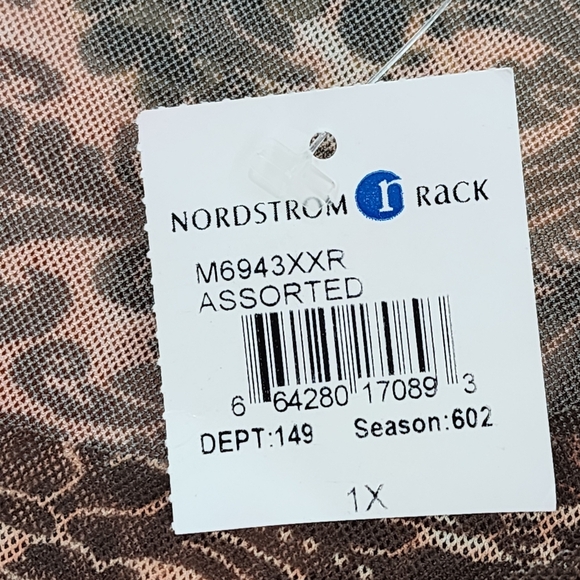 NORDSTROM n RACK
M6943XXR
ASSORTED
6 64280 17089 3
DEPT:149 Season:602
1X